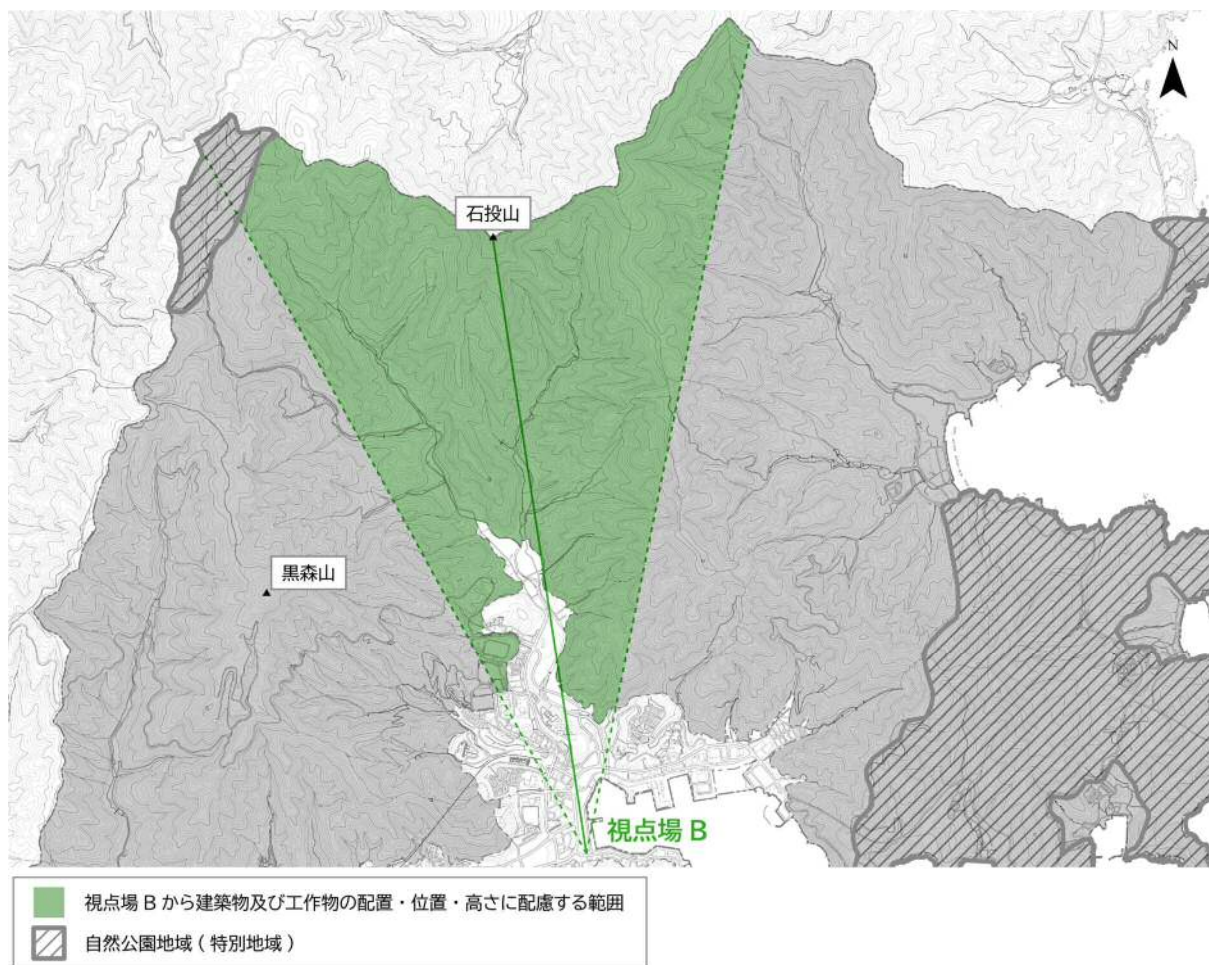 N
石投山
黒森山
視点場 B
視点場 B から建築物及び工作物の配置・位置・高さに配慮する範囲
自然公園地域 ( 特別地域 )